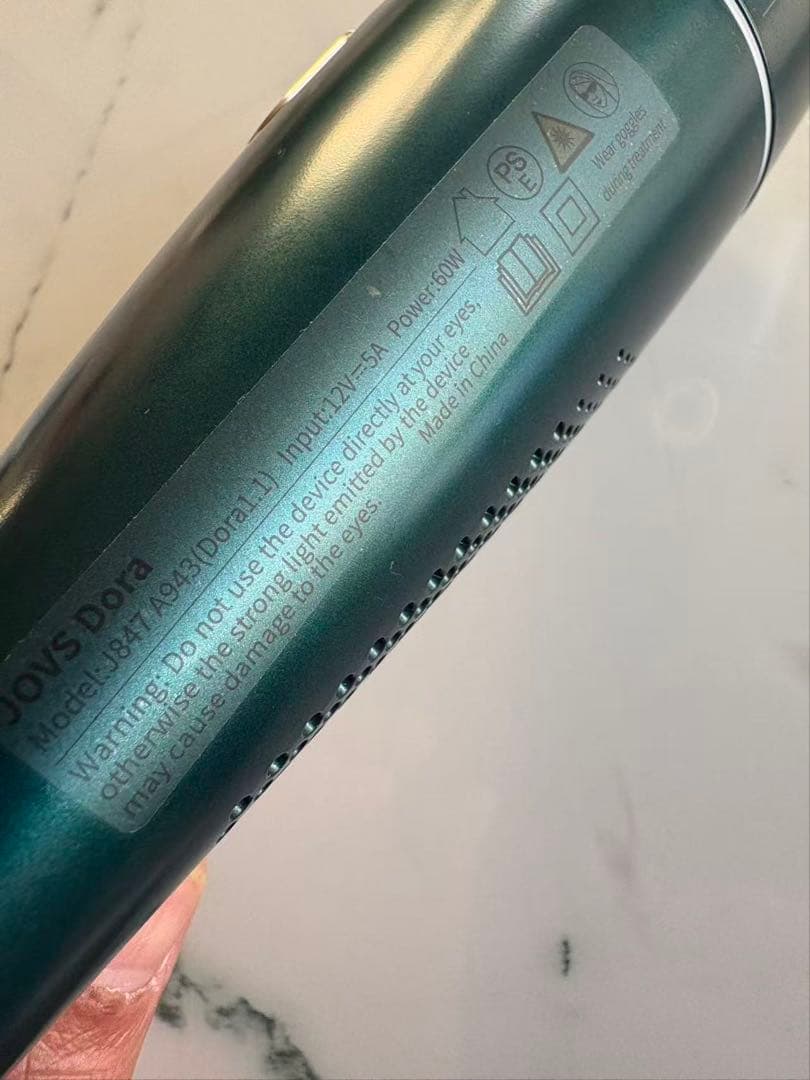 JOVS Dora
Model: J847 A943(Dora1.1) Input:12V⎓5A Power:60W
Warning: Do not use the device directly at your eyes,
otherwise the strong light emitted by the device
may cause damage to the eyes.
Made in China
PS
E
Wear goggles
during treatment